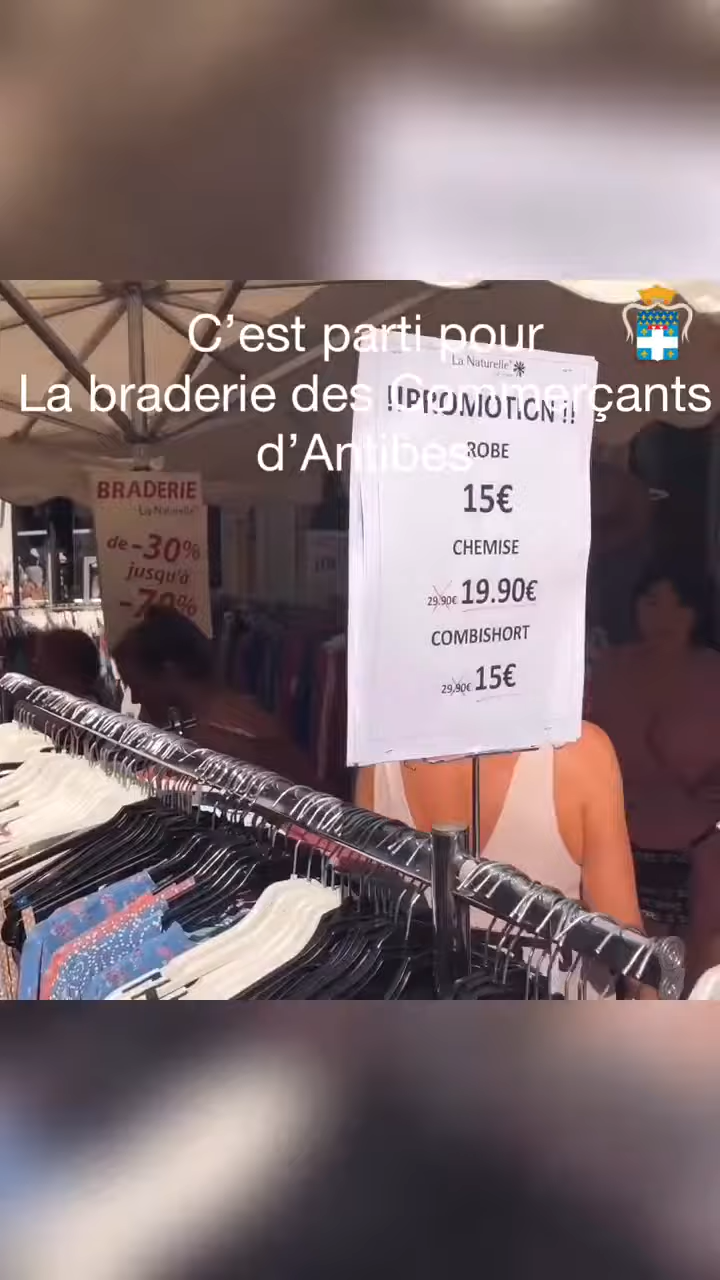 C'est parti pour
La braderie des Commerçants
d'Antibes
La Naturelle
!!PROMOTION !!
ROBE
15€
CHEMISE
29.90€ 19.90€
COMBISHORT
29.90€ 15€
BRADERIE
La Naturelle
de -30%
jusqu'à
-70%